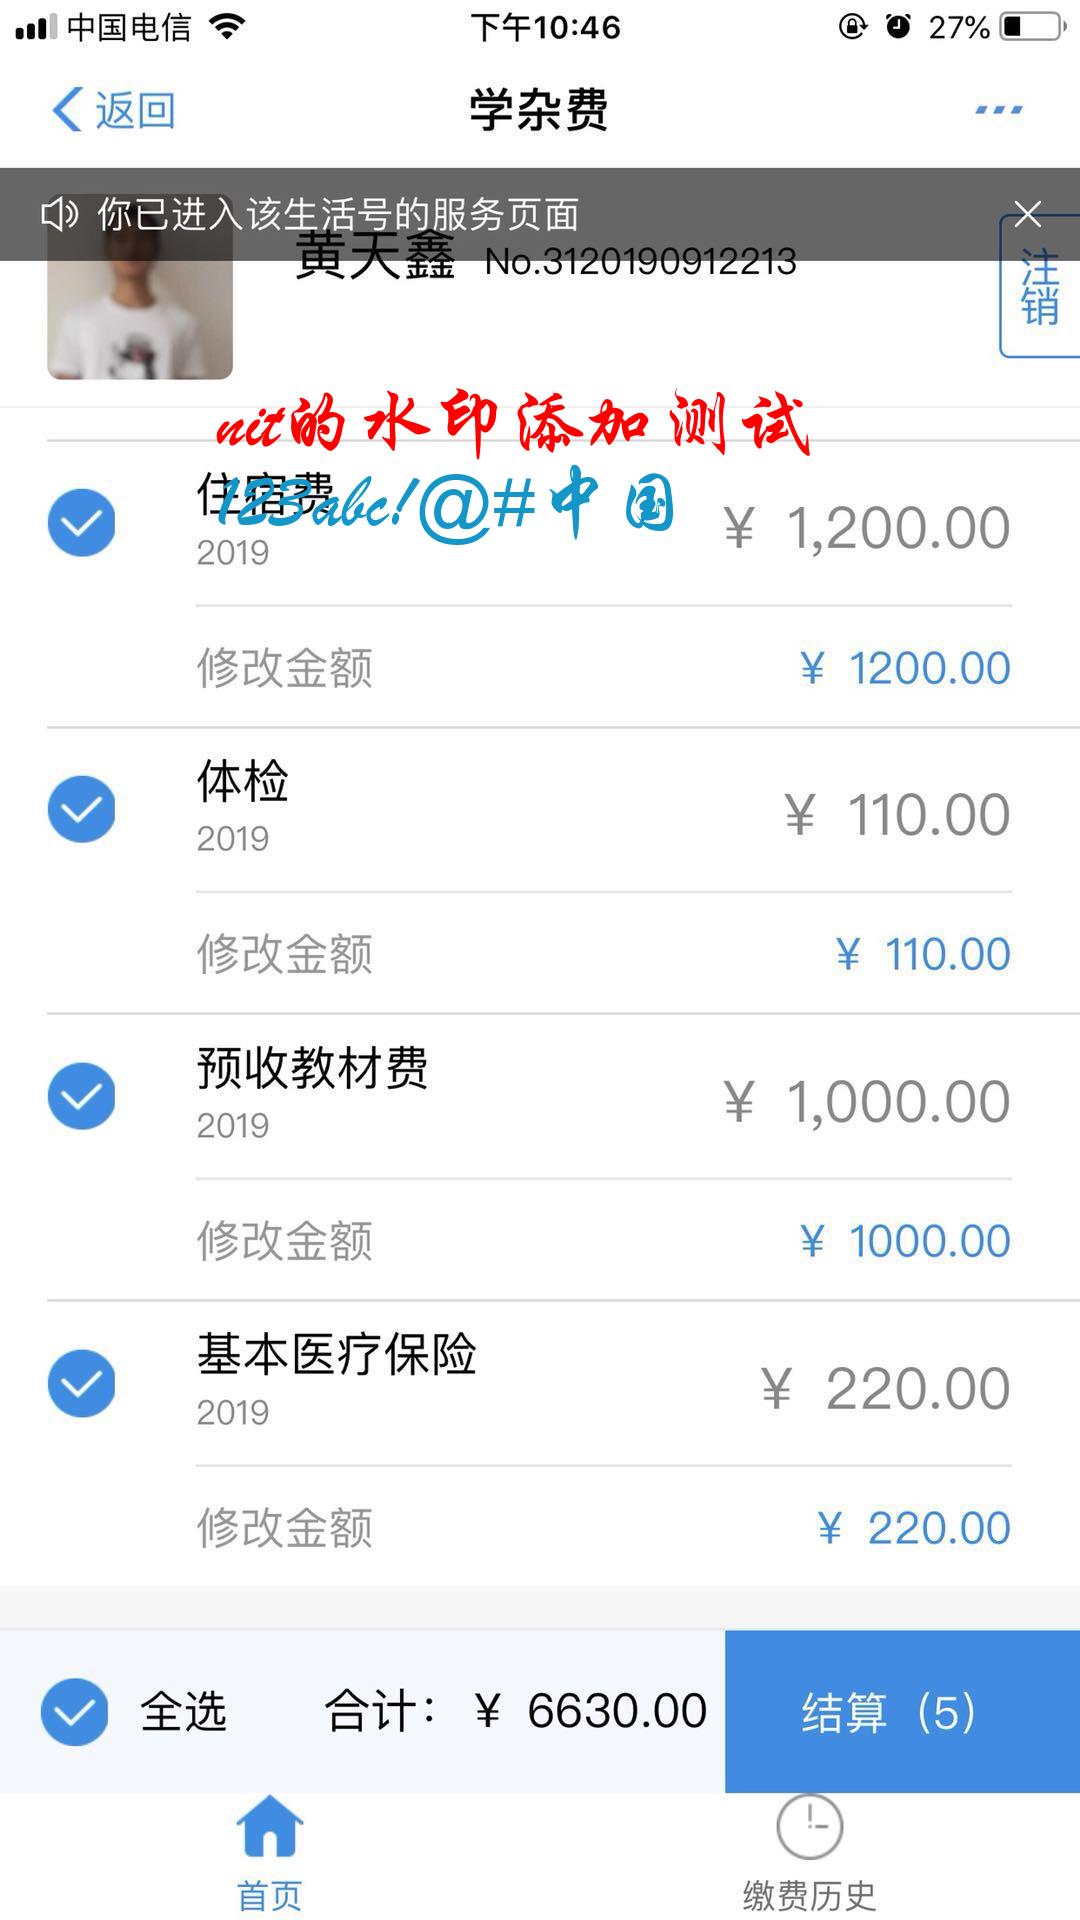 中国电信 下午10:46 27%
返回 学杂费
你已进入该生活号的服务页面
黄天鑫 No.3120190912213
注销
nit的水印添加测试
住宿费
123abc!@#中国
¥ 1,200.00
2019
修改金额 ¥ 1200.00
体检
¥ 110.00
2019
修改金额 ¥ 110.00
预收教材费
¥ 1,000.00
2019
修改金额 ¥ 1000.00
基本医疗保险
¥ 220.00
2019
修改金额 ¥ 220.00
全选 合计: ¥ 6630.00 结算（5）
首页 缴费历史